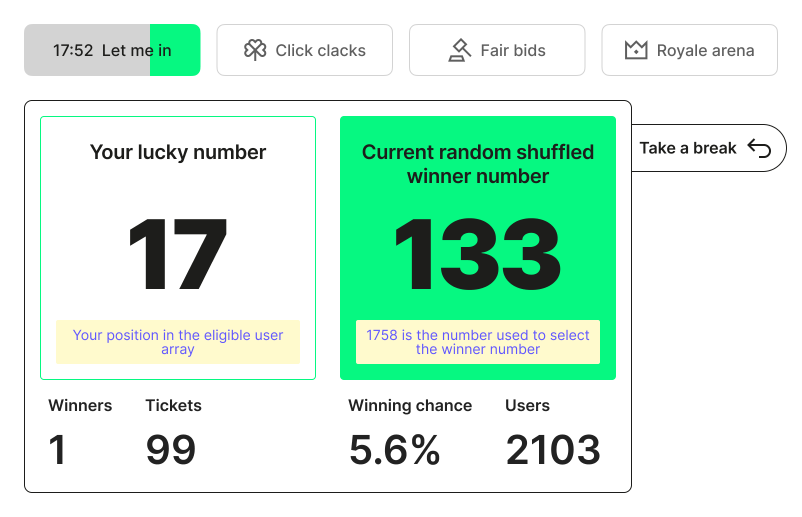 17:52 Let me in
Click clacks
Fair bids
Royale arena
Your lucky number
17
Your position in the eligible user
array
Current random shuffled
winner number
133
1758 is the number used to select
the winner number
Take a break
Winners
1
Tickets
99
Winning chance
5.6%
Users
2103